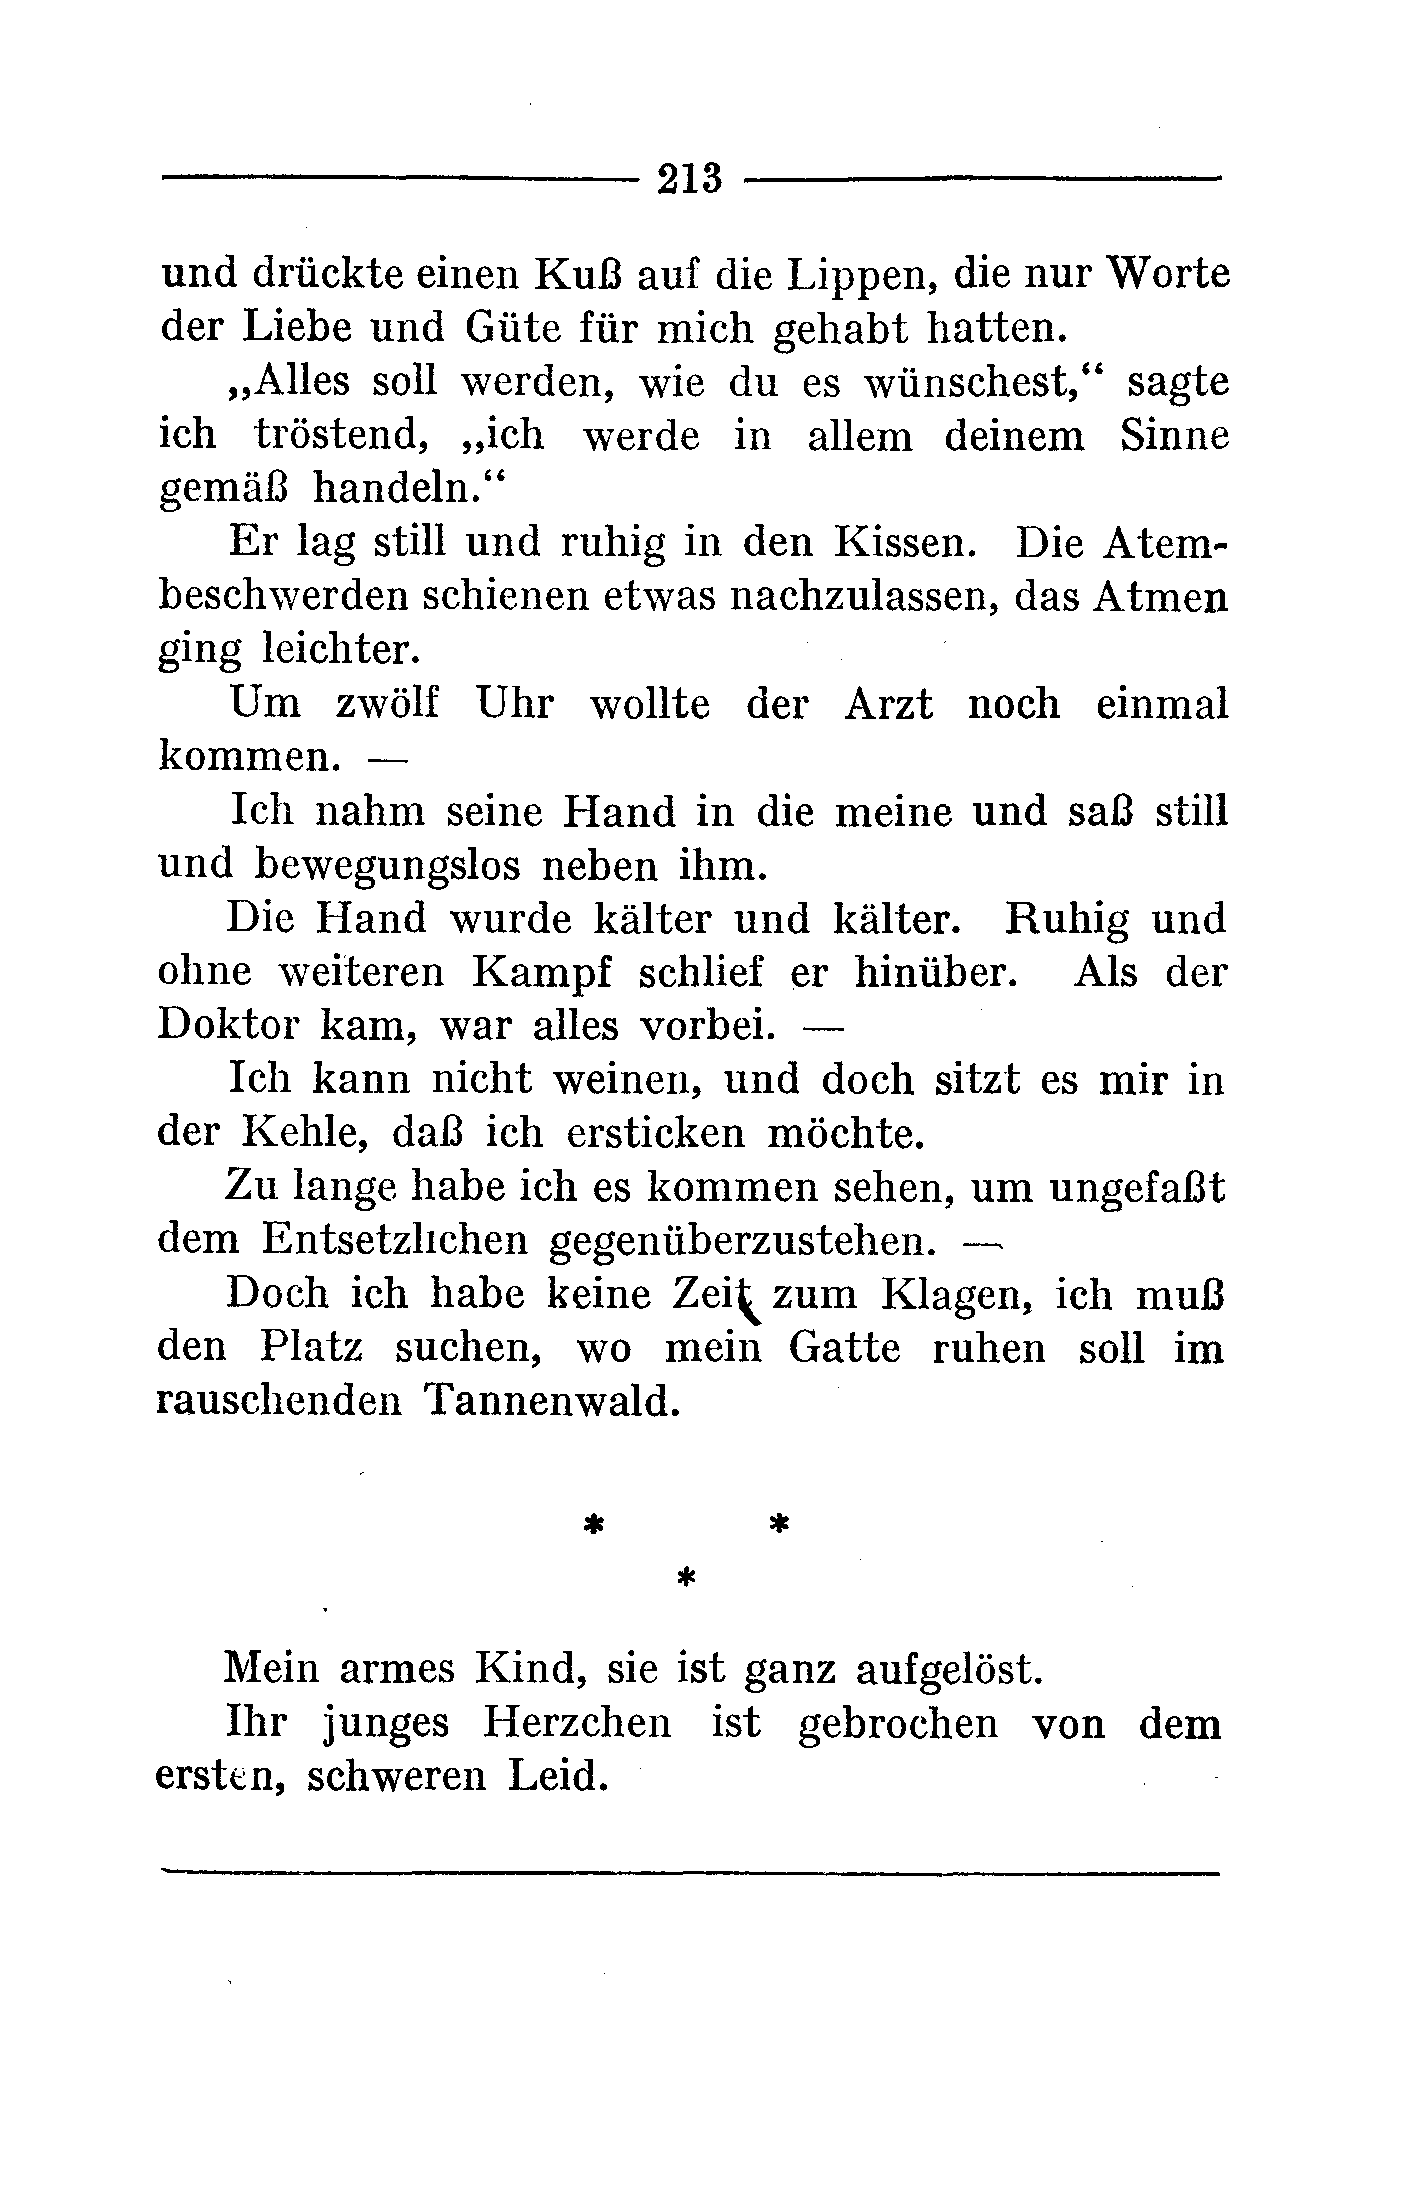 213
und drückte einen Kuß auf die Lippen, die nur Worte
der Liebe und Güte für mich gehabt hatten.
„Alles soll werden, wie du es wünschest,“ sagte
ich tröstend, „ich werde in allem deinem Sinne
gemäß handeln.“
Er lag still und ruhig in den Kissen. Die Atem-
beschwerden schienen etwas nachzulassen, das Atmen
ging leichter.
Um zwölf Uhr wollte der Arzt noch einmal
kommen. —
Ich nahm seine Hand in die meine und saß still
und bewegungslos neben ihm.
Die Hand wurde kälter und kälter. Ruhig und
ohne weiteren Kampf schlief er hinüber. Als der
Doktor kam, war alles vorbei. —
Ich kann nicht weinen, und doch sitzt es mir in
der Kehle, daß ich ersticken möchte.
Zu lange habe ich es kommen sehen, um ungefaßt
dem Entsetzlichen gegenüberzustehen. —
Doch ich habe keine Zeit zum Klagen, ich muß
den Platz suchen, wo mein Gatte ruhen soll im
rauschenden Tannenwald.
* *
*
Mein armes Kind, sie ist ganz aufgelöst.
Ihr junges Herzchen ist gebrochen von dem
ersten, schweren Leid.